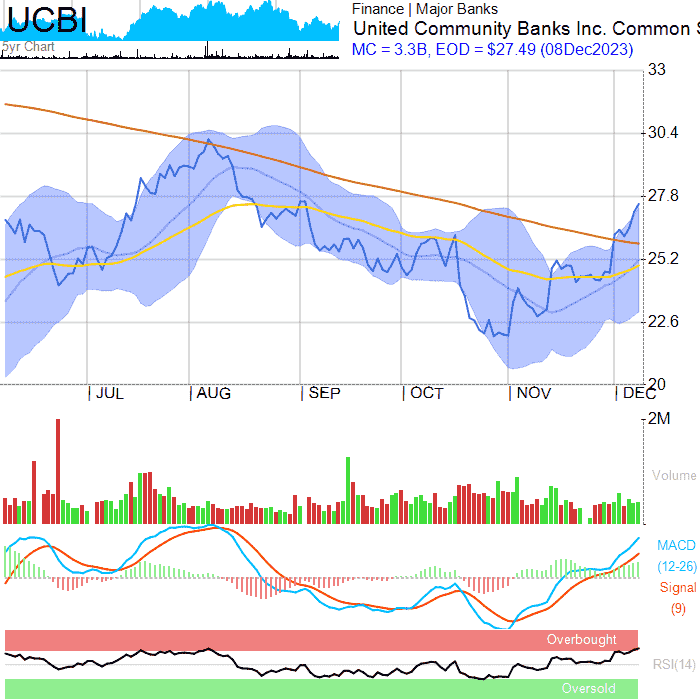 UCBI
5yr Chart
Finance | Major Banks
United Community Banks Inc. Common S
MC = 3.3B, EOD = $27.49 (08Dec2023)
33
30.4
27.8
25.2
22.6
20
JUL AUG SEP OCT NOV DEC
2M
Volume
MACD
(12-26)
Signal
(9)
Overbought
RSI(14)
Oversold